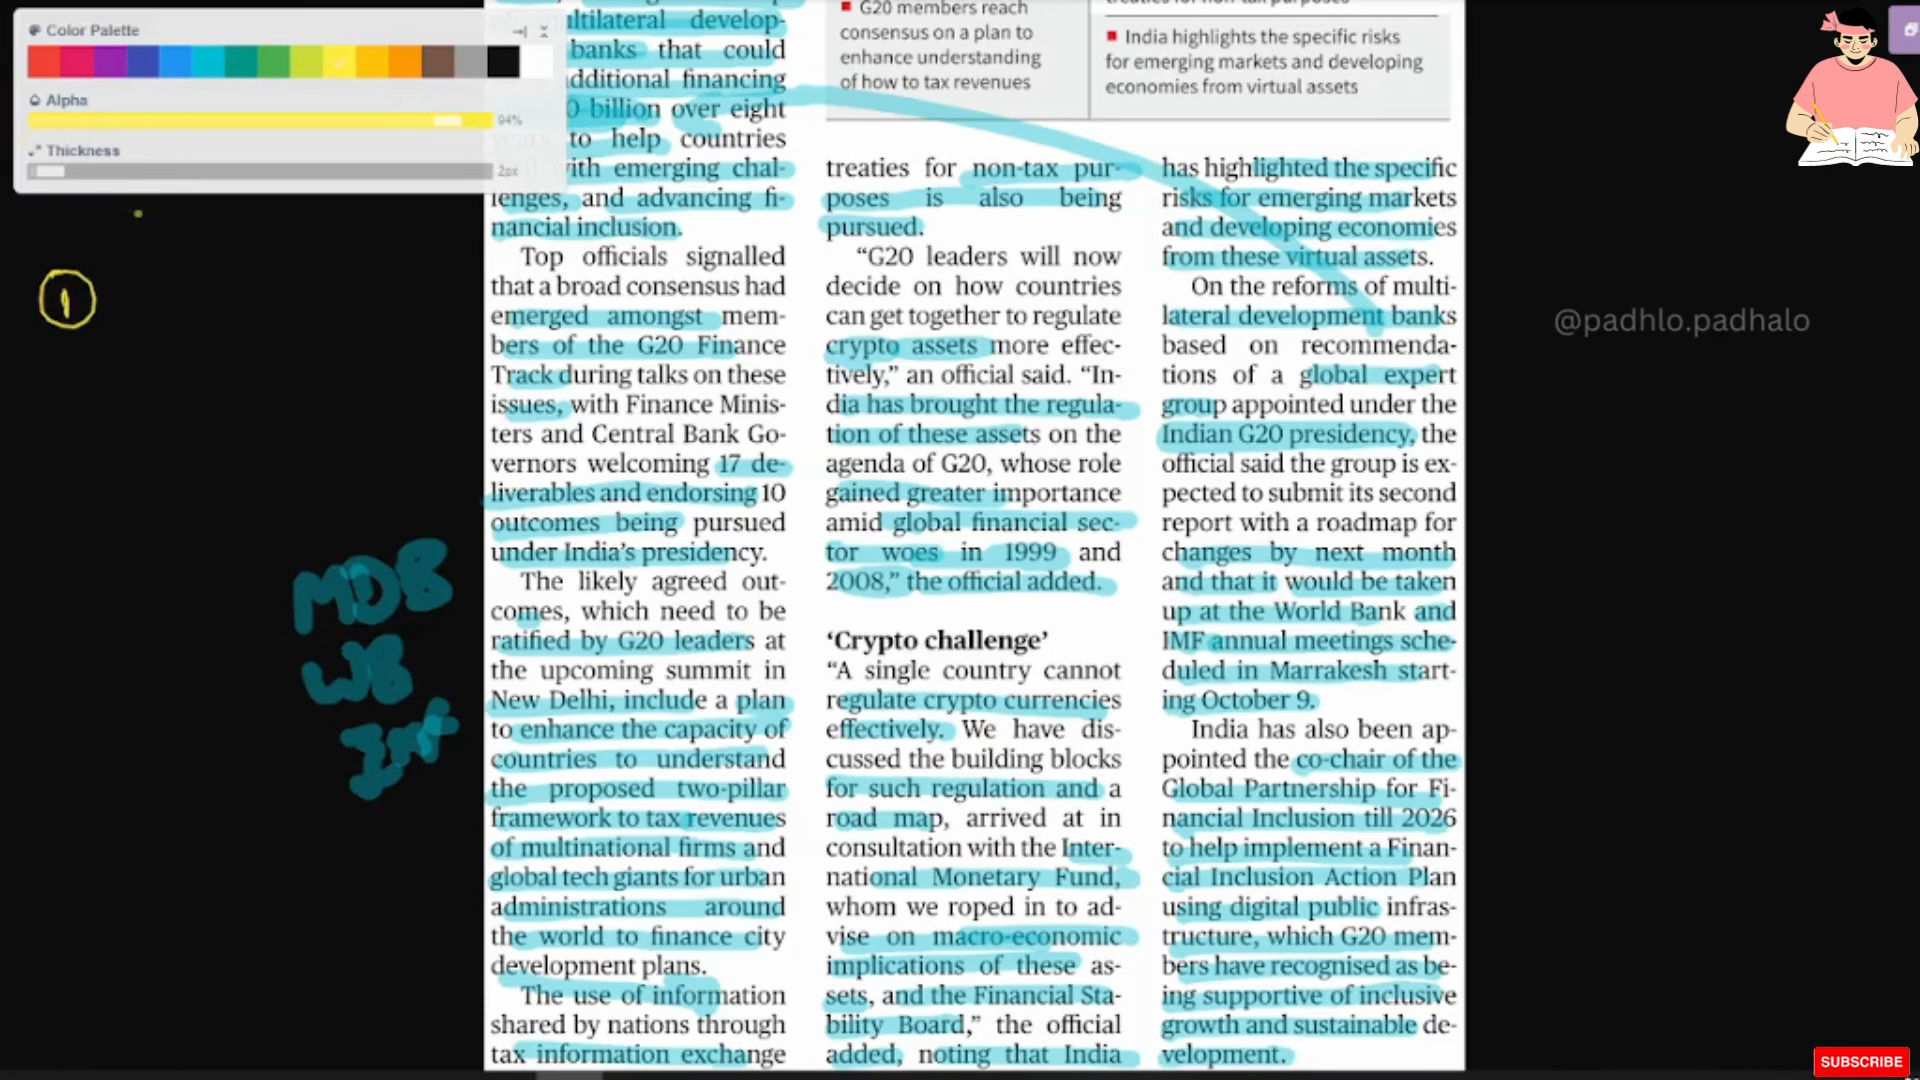 Color Palette
Alpha
94%
Thickness
2px
1
MDB
WB
ultilateral develop-
banks that could
dditional financing
0 billion over eight
to help countries
ith emerging chal-
lenges, and advancing fi-
nancial inclusion.
Top officials signalled
that a broad consensus had
emerged amongst mem-
bers of the G20 Finance
Track during talks on these
issues, with Finance Minis-
ters and Central Bank Go-
vernors welcoming 17 de-
liverables and endorsing 10
outcomes being pursued
under India's presidency.
The likely agreed out-
comes, which need to be
ratified by G20 leaders at
the upcoming summit in
New Delhi, include a plan
to enhance the capacity of
countries to understand
the proposed two-pillar
framework to tax revenues
of multinational firms and
global tech giants for urban
administrations around
the world to finance city
development plans.
The use of information
shared by nations through
tax information exchange
G20 members reach
consensus on a plan to
enhance understanding
of how to tax revenues
India highlights the specific risks
for emerging markets and developing
economies from virtual assets
treaties for non-tax pur-
poses is also being
pursued.
“G20 leaders will now
decide on how countries
can get together to regulate
crypto assets more effec-
tively,” an official said. “In-
dia has brought the regula-
tion of these assets on the
agenda of G20, whose role
gained greater importance
amid global financial sec-
tor woes in 1999 and
2008,” the official added.
‘Crypto challenge’
“A single country cannot
regulate crypto currencies
effectively. We have dis-
cussed the building blocks
for such regulation and a
road map, arrived at in
consultation with the Inter-
national Monetary Fund,
whom we roped in to ad-
vise on macro-economic
implications of these as-
sets, and the Financial Sta-
bility Board,” the official
added, noting that India
has highlighted the specific
risks for emerging markets
and developing economies
from these virtual assets.
On the reforms of multi-
lateral development banks
based on recommenda-
tions of a global expert
group appointed under the
Indian G20 presidency, the
official said the group is ex-
pected to submit its second
report with a roadmap for
changes by next month
and that it would be taken
up at the World Bank and
IMF annual meetings sche-
duled in Marrakesh start-
ing October 9.
India has also been ap-
pointed the co-chair of the
Global Partnership for Fi-
nancial Inclusion till 2026
to help implement a Finan-
cial Inclusion Action Plan
using digital public infras-
tructure, which G20 mem-
bers have recognised as be-
ing supportive of inclusive
growth and sustainable de-
velopment.
@padhlo.padhalo
SUBSCRIBE